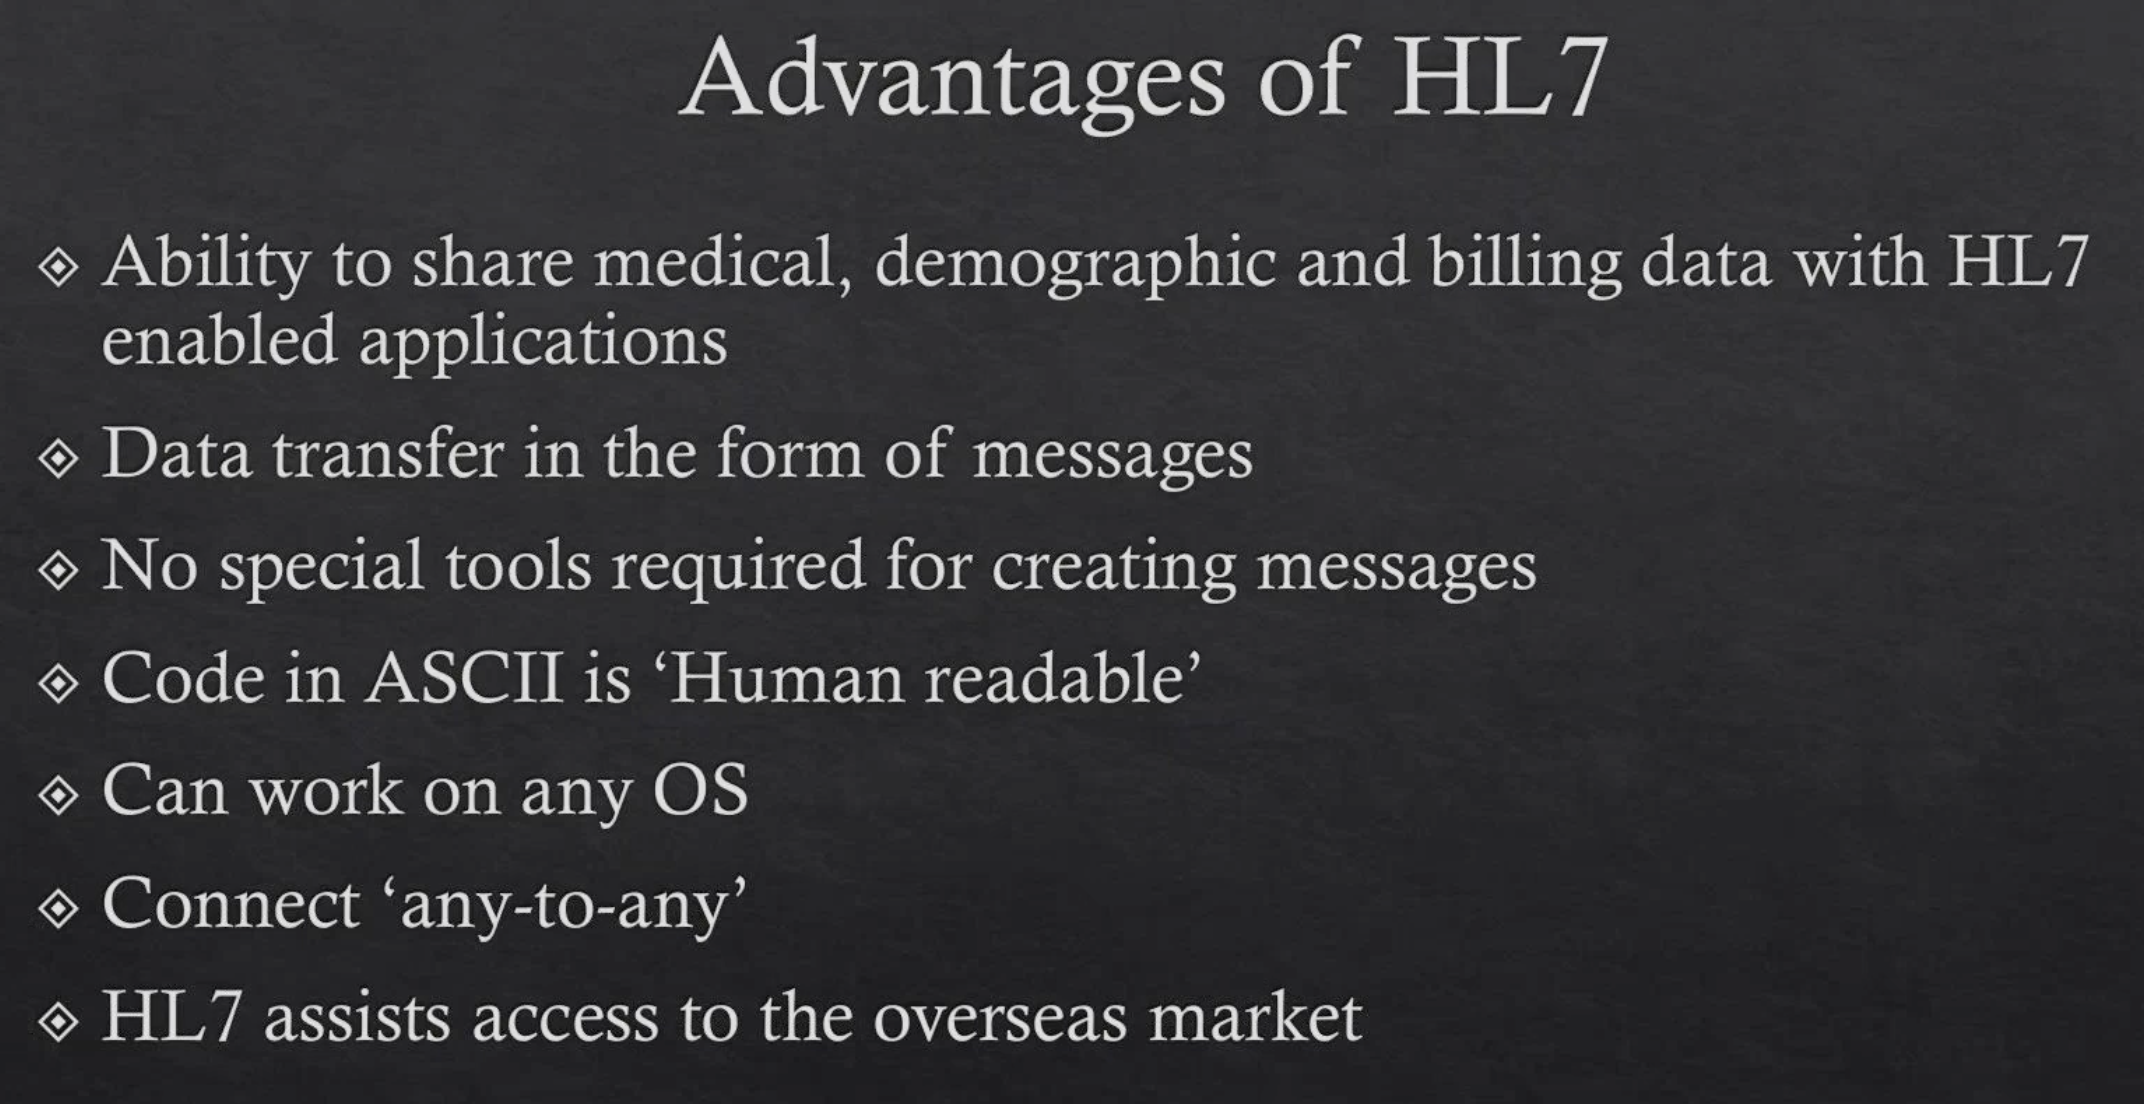 Advantages of HL7
Ability to share medical, demographic and billing data with HL7
enabled applications
Data transfer in the form of messages
No special tools required for creating messages
Code in ASCII is ‘Human readable’
Can work on any OS
Connect ‘any-to-any’
HL7 assists access to the overseas market